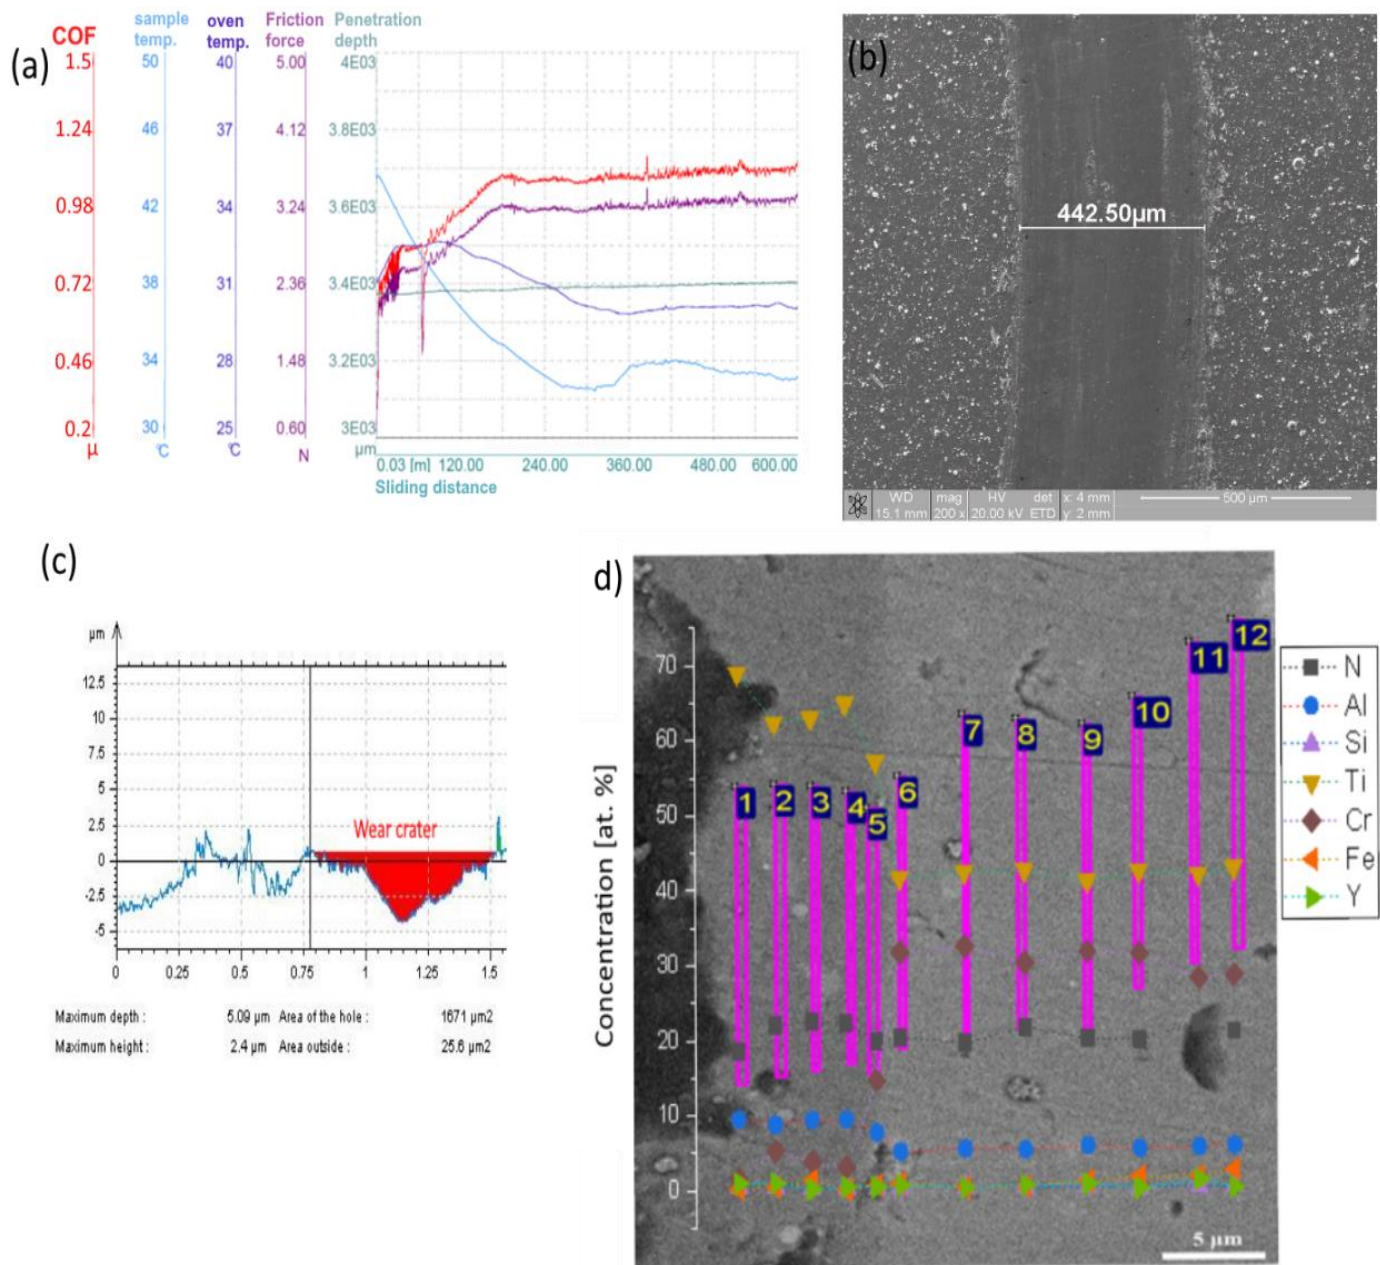 (a)
COF
sample temp.
oven temp.
Friction force
Penetration depth
1.5
50
40
5.00
4E03
1.24
46
37
4.12
3.8E03
0.98
42
34
3.24
3.6E03
0.72
38
31
2.36
3.4E03
0.46
34
28
1.48
3.2E03
0.2
30
25
0.60
3E03
µ
°C
°C
N
µm
0.03 [m] 120.00 240.00 360.00 480.00 600.00
Sliding distance
(b)
442.50µm
WD mag HV det x: 4 mm 500 µm
15.1 mm 200 x 20.00 kV ETD y: 2 mm
(c)
µm
12.5
10
7.5
5
2.5
0
-2.5
-5
Wear crater
0 0.25 0.5 0.75 1 1.25 1.5
Maximum depth : 5.09 µm Area of the hole : 1671 µm2
Maximum height : 2.4 µm Area outside : 25.6 µm2
d)
Concentration [at. %]
70
60
50
40
30
20
10
0
1 2 3 4 5 6 7 8 9 10 11 12
5 µm
N
Al
Si
Ti
Cr
Fe
Y